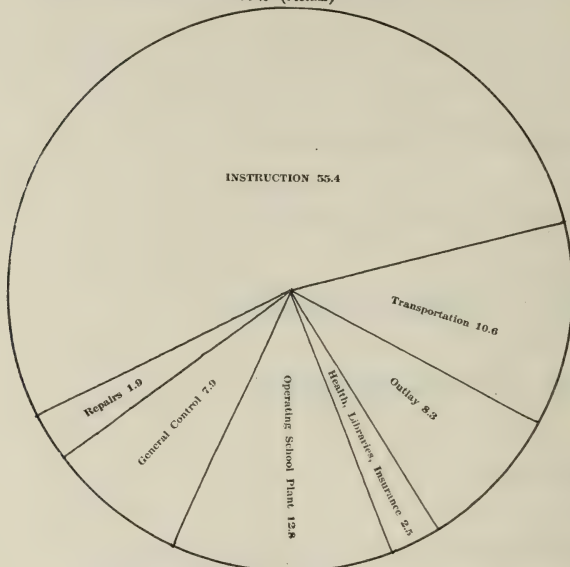 INSTRUCTION 55.4
Transportation 10.6
Outlay 8.3
Health, Libraries, Insurance 2.5
Operating School Plant 12.8
General Control 7.9
Repairs 1.9